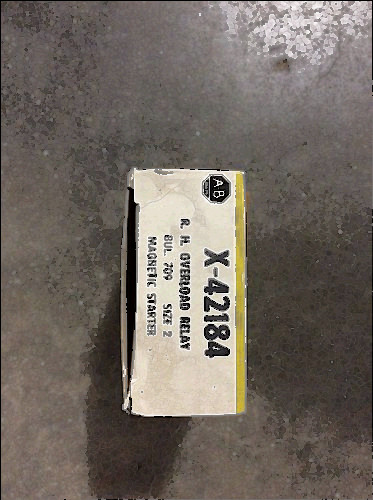 AB
X-42184
R. H. OVERLOAD RELAY
BUL. 709 SIZE 2
MAGNETIC STARTER